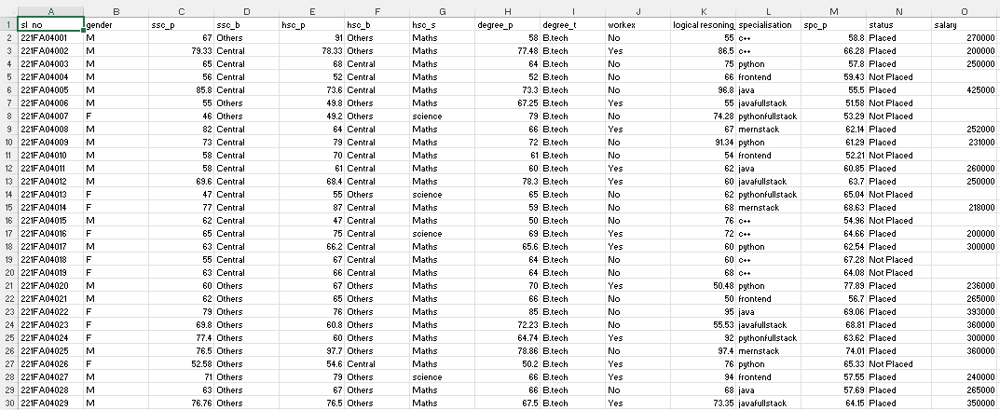 A B C D E F G H I J K L M N O
1 sl_no gender ssc_p ssc_b hsc_p hsc_b hsc_s degree_p degree_t workex logical resoning specialisation spc_p status salary
2 221FA04001 M 67 Others 91 Others Maths 58 B.tech No 55 c++ 58.8 Placed 270000
3 221FA04002 M 79.33 Central 78.33 Others Maths 77.48 B.tech Yes 86.5 c++ 66.28 Placed 200000
4 221FA04003 M 65 Central 68 Central Maths 64 B.tech No 75 python 57.8 Placed 250000
5 221FA04004 M 56 Central 52 Central Maths 52 B.tech No 66 frontend 59.43 Not Placed
6 221FA04005 M 85.8 Central 73.6 Central Maths 73.3 B.tech No 96.8 java 55.5 Placed 425000
7 221FA04006 M 55 Others 49.8 Others Maths 67.25 B.tech Yes 55 javafullstack 51.58 Not Placed
8 221FA04007 F 46 Others 49.2 Others science 79 B.tech No 74.28 pythonfullstack 53.29 Not Placed
9 221FA04008 M 82 Central 64 Central Maths 66 B.tech Yes 67 mernstack 62.14 Placed 252000
10 221FA04009 M 73 Central 79 Central Maths 72 B.tech No 91.34 python 61.29 Placed 231000
11 221FA04010 M 58 Central 70 Central Maths 61 B.tech No 54 frontend 52.21 Not Placed
12 221FA04011 M 58 Central 61 Central Maths 60 B.tech Yes 62 java 60.85 Placed 260000
13 221FA04012 M 69.6 Central 68.4 Central Maths 78.3 B.tech Yes 60 javafullstack 63.7 Placed 250000
14 221FA04013 F 47 Central 55 Others science 65 B.tech No 62 pythonfullstack 65.04 Not Placed
15 221FA04014 F 77 Central 87 Central Maths 59 B.tech No 68 mernstack 68.63 Placed 218000
16 221FA04015 M 62 Central 47 Central Maths 50 B.tech No 76 c++ 54.96 Not Placed
17 221FA04016 F 65 Central 75 Central science 69 B.tech Yes 72 c++ 64.66 Placed 200000
18 221FA04017 M 63 Central 66.2 Central Maths 65.6 B.tech Yes 60 python 62.54 Placed 300000
19 221FA04018 F 55 Central 67 Central Maths 64 B.tech No 60 c++ 67.28 Not Placed
20 221FA04019 F 63 Central 66 Central Maths 64 B.tech No 68 c++ 64.08 Not Placed
21 221FA04020 M 60 Others 67 Others Maths 70 B.tech Yes 50.48 python 77.89 Placed 236000
22 221FA04021 M 62 Others 65 Others Maths 66 B.tech No 50 frontend 56.7 Placed 265000
23 221FA04022 F 79 Others 76 Others Maths 85 B.tech No 95 java 69.06 Placed 393000
24 221FA04023 F 69.8 Others 60.8 Others Maths 72.23 B.tech No 55.53 javafullstack 68.81 Placed 360000
25 221FA04024 F 77.4 Others 60 Others Maths 64.74 B.tech Yes 92 pythonfullstack 63.62 Placed 300000
26 221FA04025 M 76.5 Others 97.7 Others Maths 78.86 B.tech No 97.4 mernstack 74.01 Placed 360000
27 221FA04026 F 52.58 Others 54.6 Central Maths 50.2 B.tech Yes 76 python 65.33 Not Placed
28 221FA04027 M 71 Others 79 Others science 66 B.tech Yes 94 frontend 57.55 Placed 240000
29 221FA04028 M 63 Others 67 Others Maths 66 B.tech No 68 java 57.69 Placed 265000
30 221FA04029 M 76.76 Others 76.5 Others Maths 67.5 B.tech Yes 73.35 javafullstack 64.15 Placed 350000